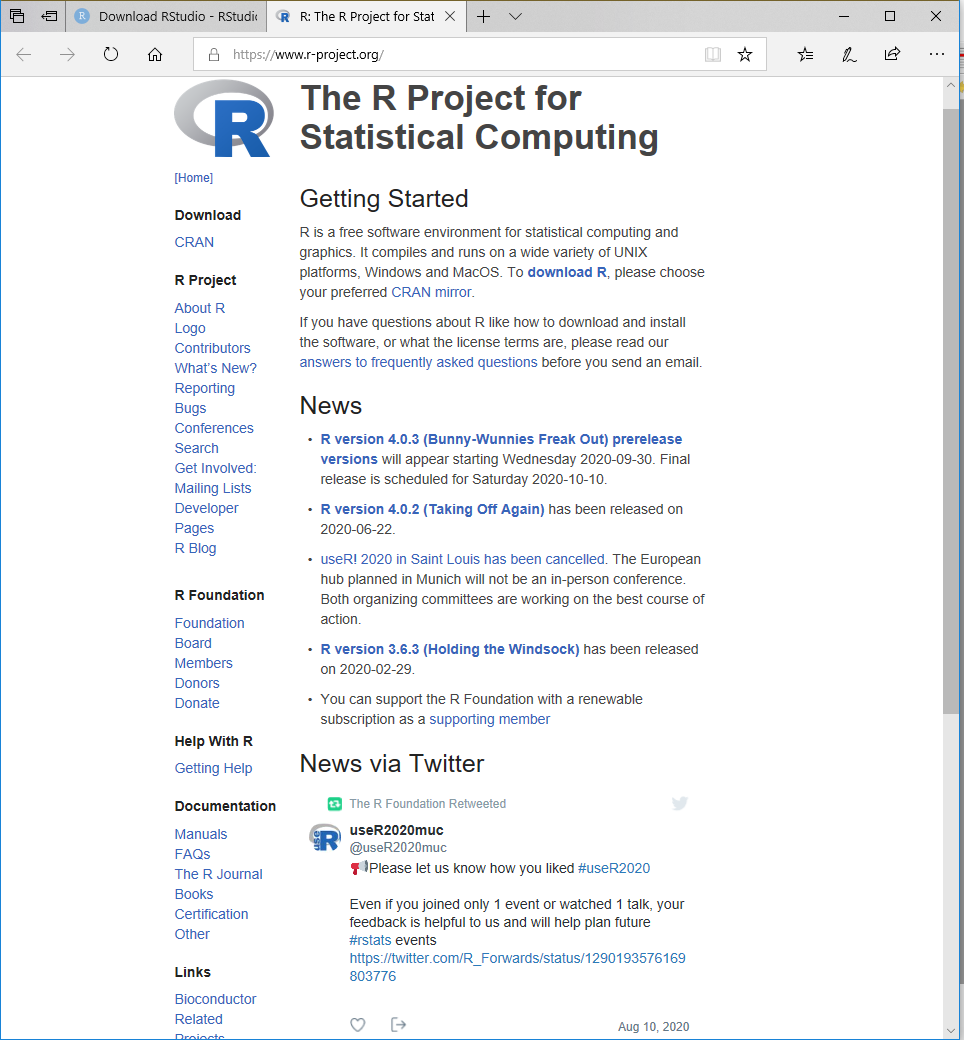 Download RStudio - RStudio
R: The R Project for Stat
https://www.r-project.org/
R
The R Project for
Statistical Computing
[Home]
Download
CRAN
R Project
About R
Logo
Contributors
What's New?
Reporting
Bugs
Conferences
Search
Get Involved:
Mailing Lists
Developer
Pages
R Blog
R Foundation
Foundation
Board
Members
Donors
Donate
Help With R
Getting Help
Documentation
Manuals
FAQs
The R Journal
Books
Certification
Other
Links
Bioconductor
Related
Projects
Getting Started
R is a free software environment for statistical computing and
graphics. It compiles and runs on a wide variety of UNIX
platforms, Windows and MacOS. To download R, please choose
your preferred CRAN mirror.
If you have questions about R like how to download and install
the software, or what the license terms are, please read our
answers to frequently asked questions before you send an email.
News
• R version 4.0.3 (Bunny-Wunnies Freak Out) prerelease
versions will appear starting Wednesday 2020-09-30. Final
release is scheduled for Saturday 2020-10-10.
• R version 4.0.2 (Taking Off Again) has been released on
2020-06-22.
• useR! 2020 in Saint Louis has been cancelled. The European
hub planned in Munich will not be an in-person conference.
Both organizing committees are working on the best course of
action.
• R version 3.6.3 (Holding the Windsock) has been released
on 2020-02-29.
• You can support the R Foundation with a renewable
subscription as a supporting member
News via Twitter
The R Foundation Retweeted
use R
useR2020muc
@useR2020muc
📢Please let us know how you liked #useR2020
Even if you joined only 1 event or watched 1 talk, your
feedback is helpful to us and will help plan future
#rstats events
https://twitter.com/R_Forwards/status/1290193576169
803776
Aug 10, 2020